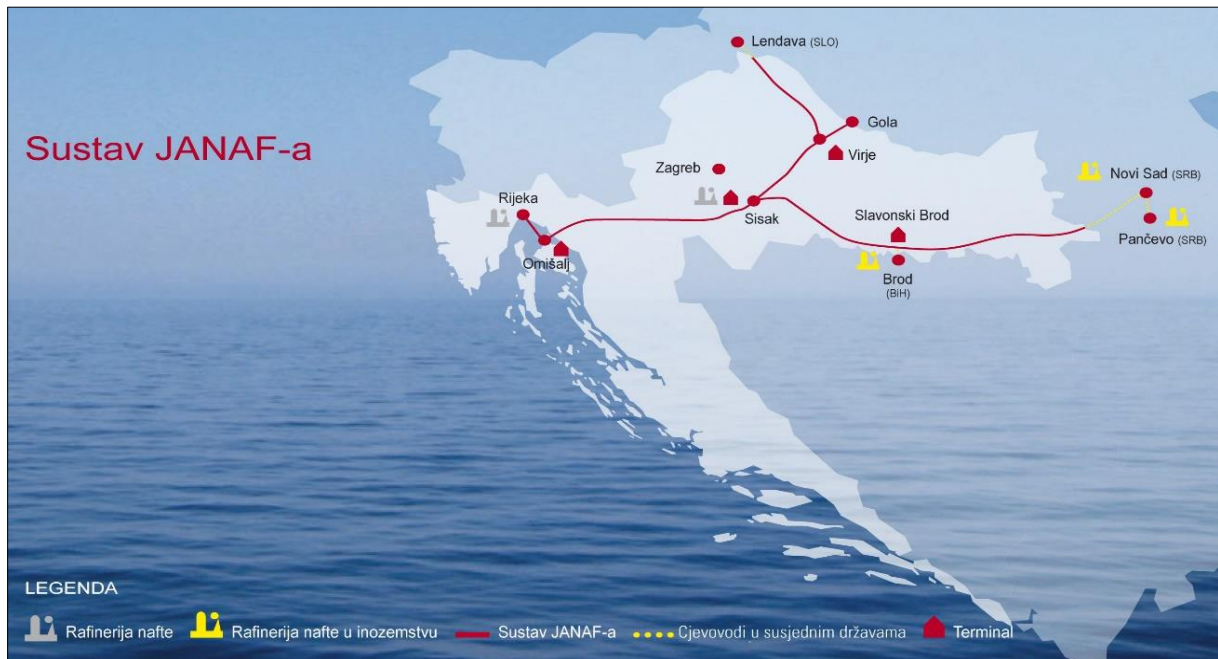 Sustav JANAF-a
Lendava (SLO)
Gola
Virje
Zagreb
Sisak
Rijeka
Omišalj
Slavonski Brod
Brod
(BiH)
Novi Sad (SRB)
Pančevo (SRB)
LEGENDA
Rafinerija nafte
Rafinerija nafte u inozemstvu
Sustav JANAF-a
Cjevovodi u susjednim državama
Terminal